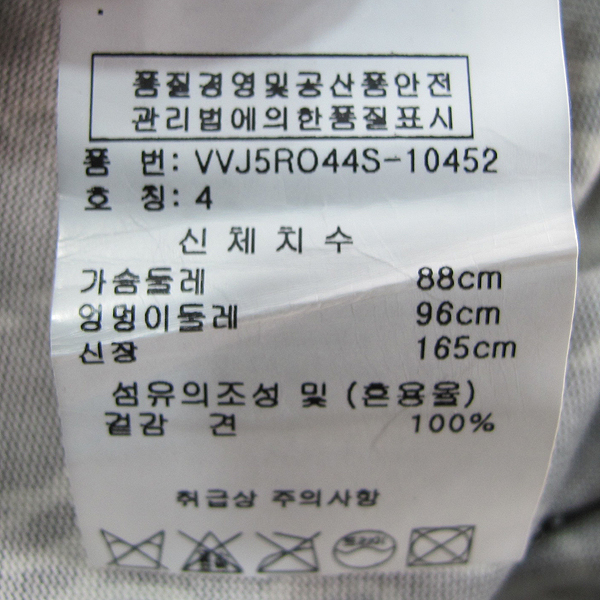 품질경영및공산품안전
관리법에의한품질표시
품 번: VVJ5RO44S-10452
호 칭: 4
신체치수
가슴둘레 88cm
엉덩이둘레 96cm
신장 165cm
섬유의조성 및 (혼용율)
겉감 견 100%
취급상 주의사항
드라이